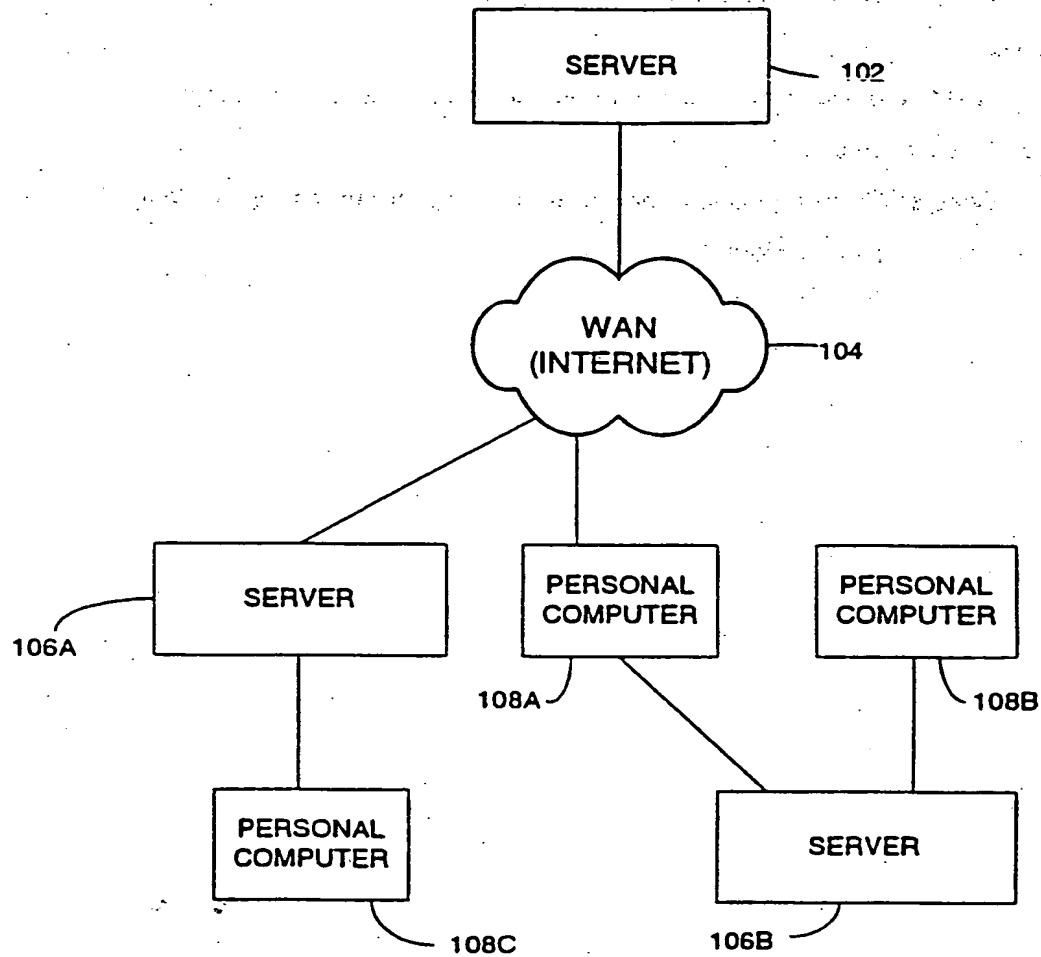 SERVER
102
WAN
(INTERNET)
104
SERVER
106A
PERSONAL
COMPUTER
108A
PERSONAL
COMPUTER
108B
PERSONAL
COMPUTER
108C
SERVER
106B